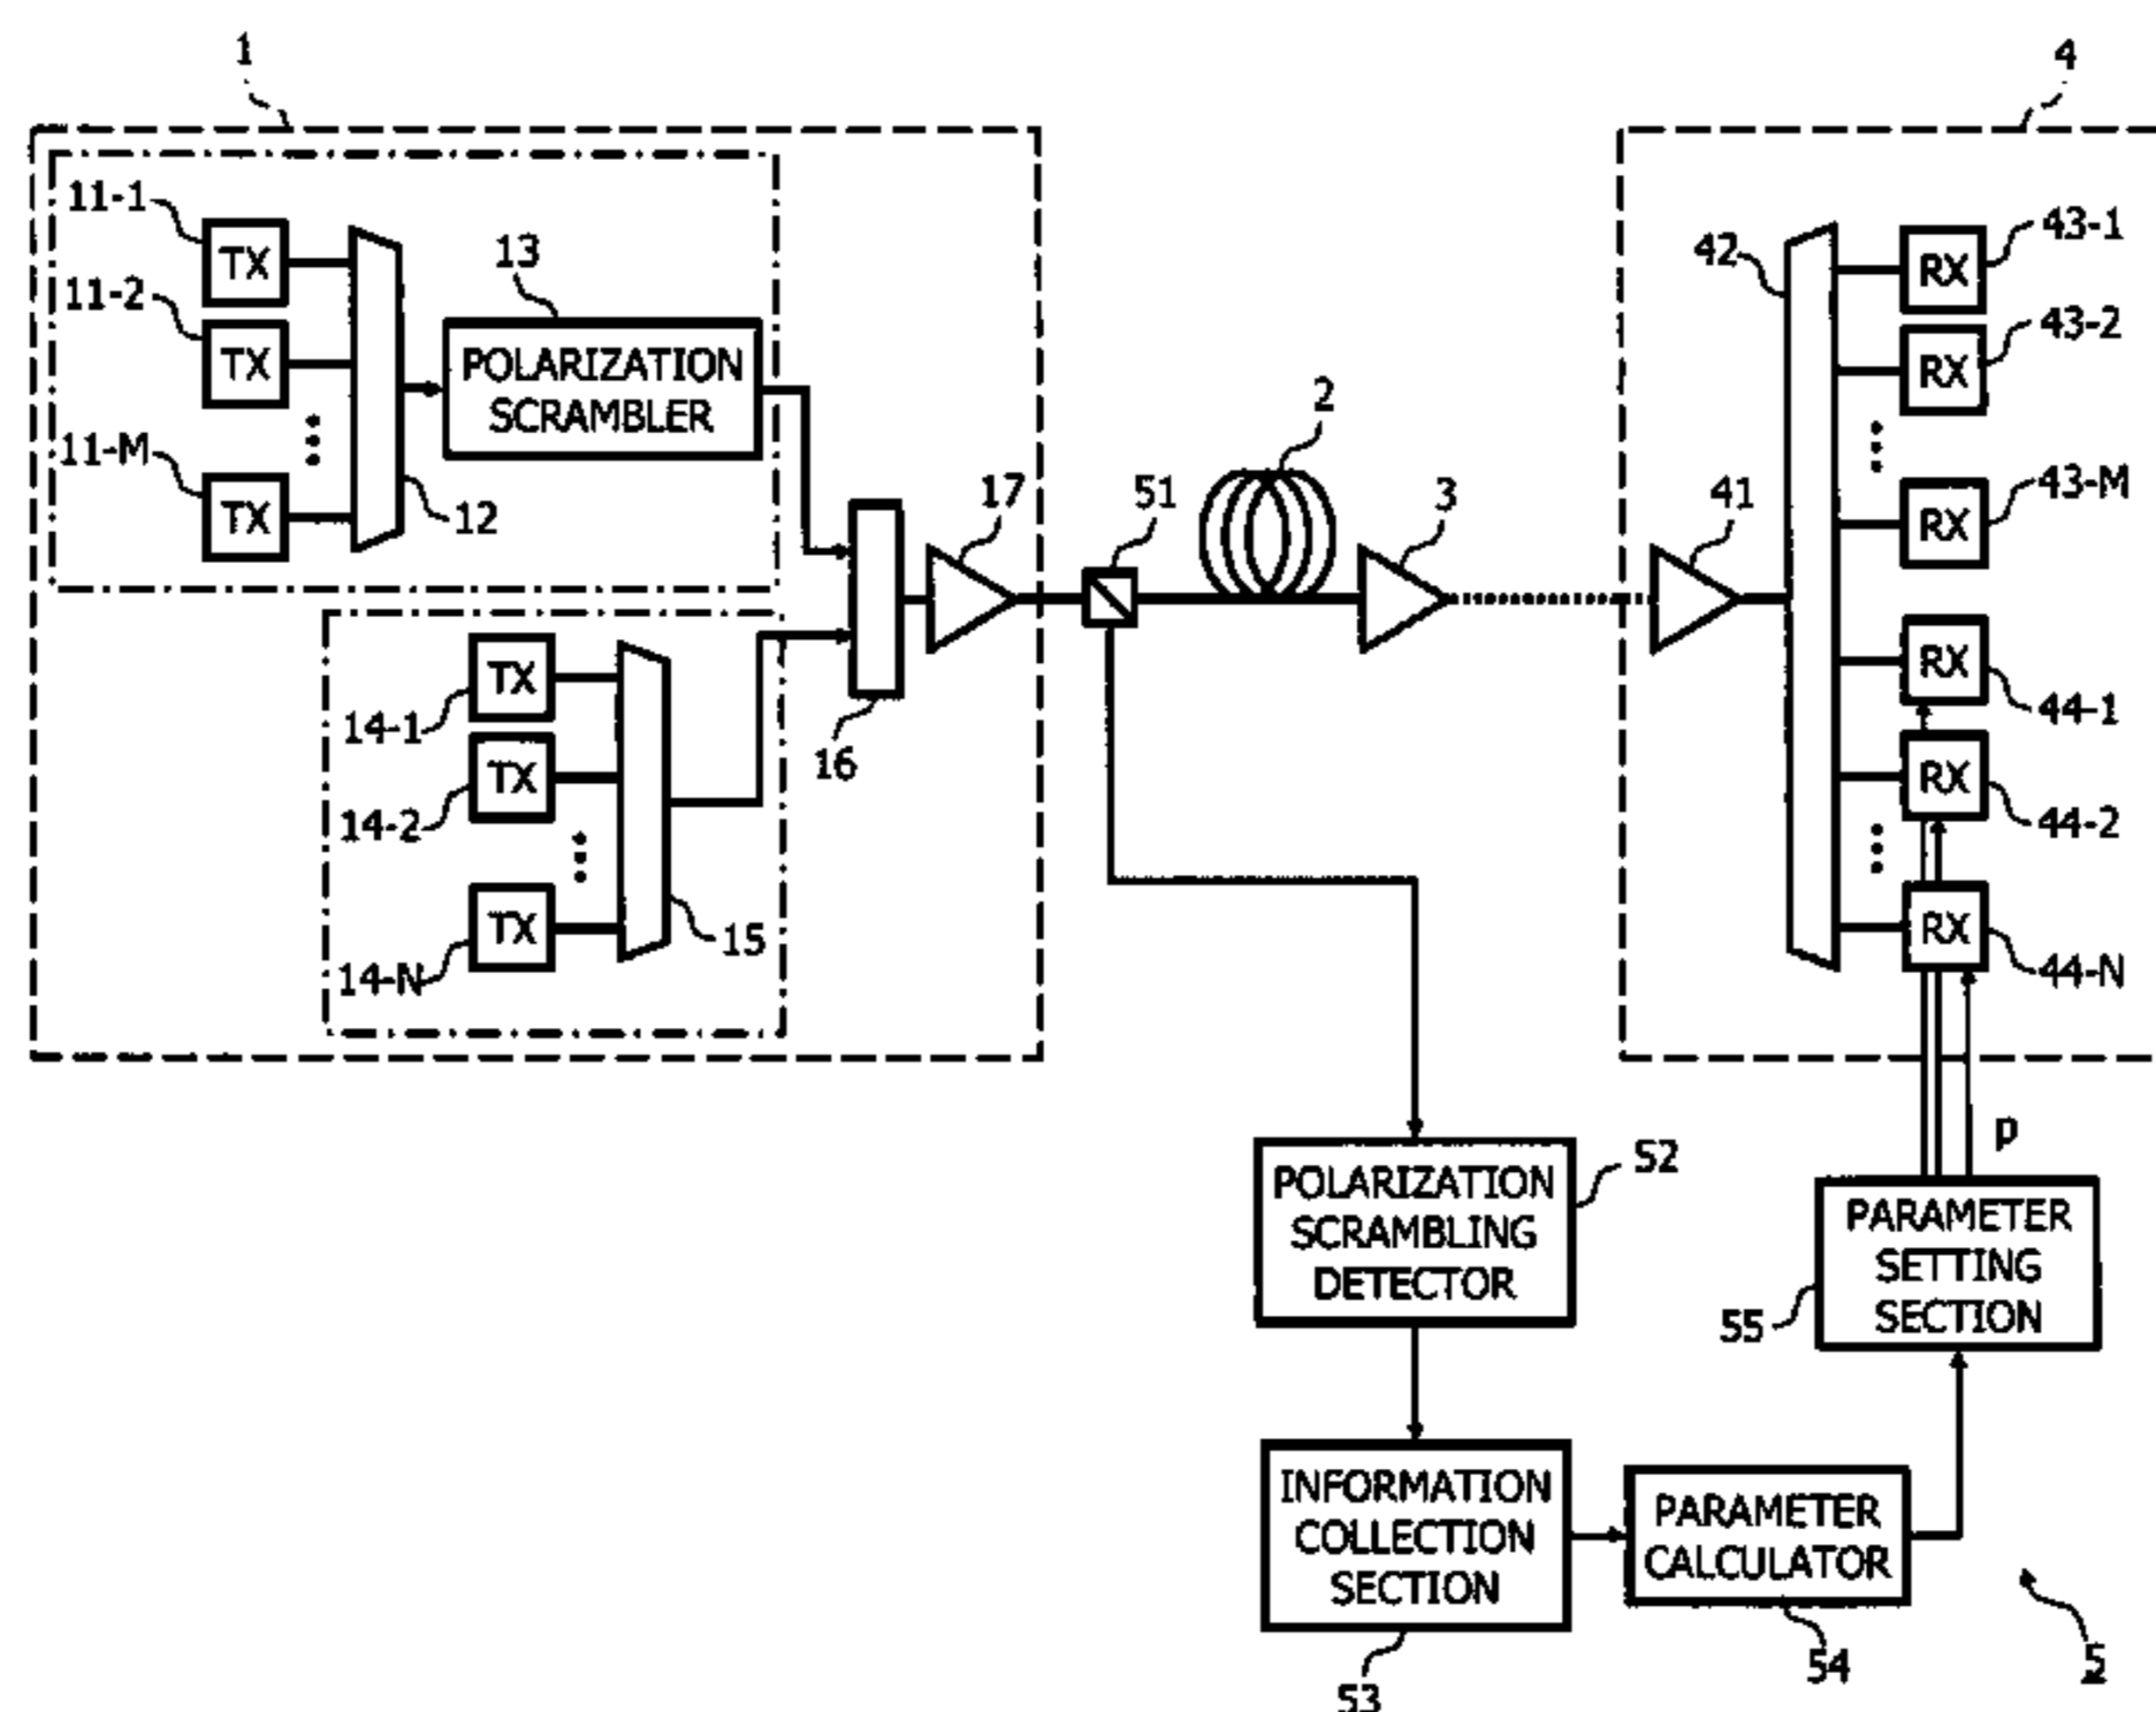 1
4
11-1
TX
11-2
TX
11-M
TX
12
13
POLARIZATION
SCRAMBLER
14-1
TX
14-2
TX
14-N
TX
15
16
17
51
2
3
41
42
RX
43-1
RX
43-2
RX
43-M
RX
44-1
RX
44-2
RX
44-N
p
POLARIZATION
SCRAMBLING
DETECTOR
52
PARAMETER
SETTING
SECTION
55
INFORMATION
COLLECTION
SECTION
53
PARAMETER
CALCULATOR
54
5